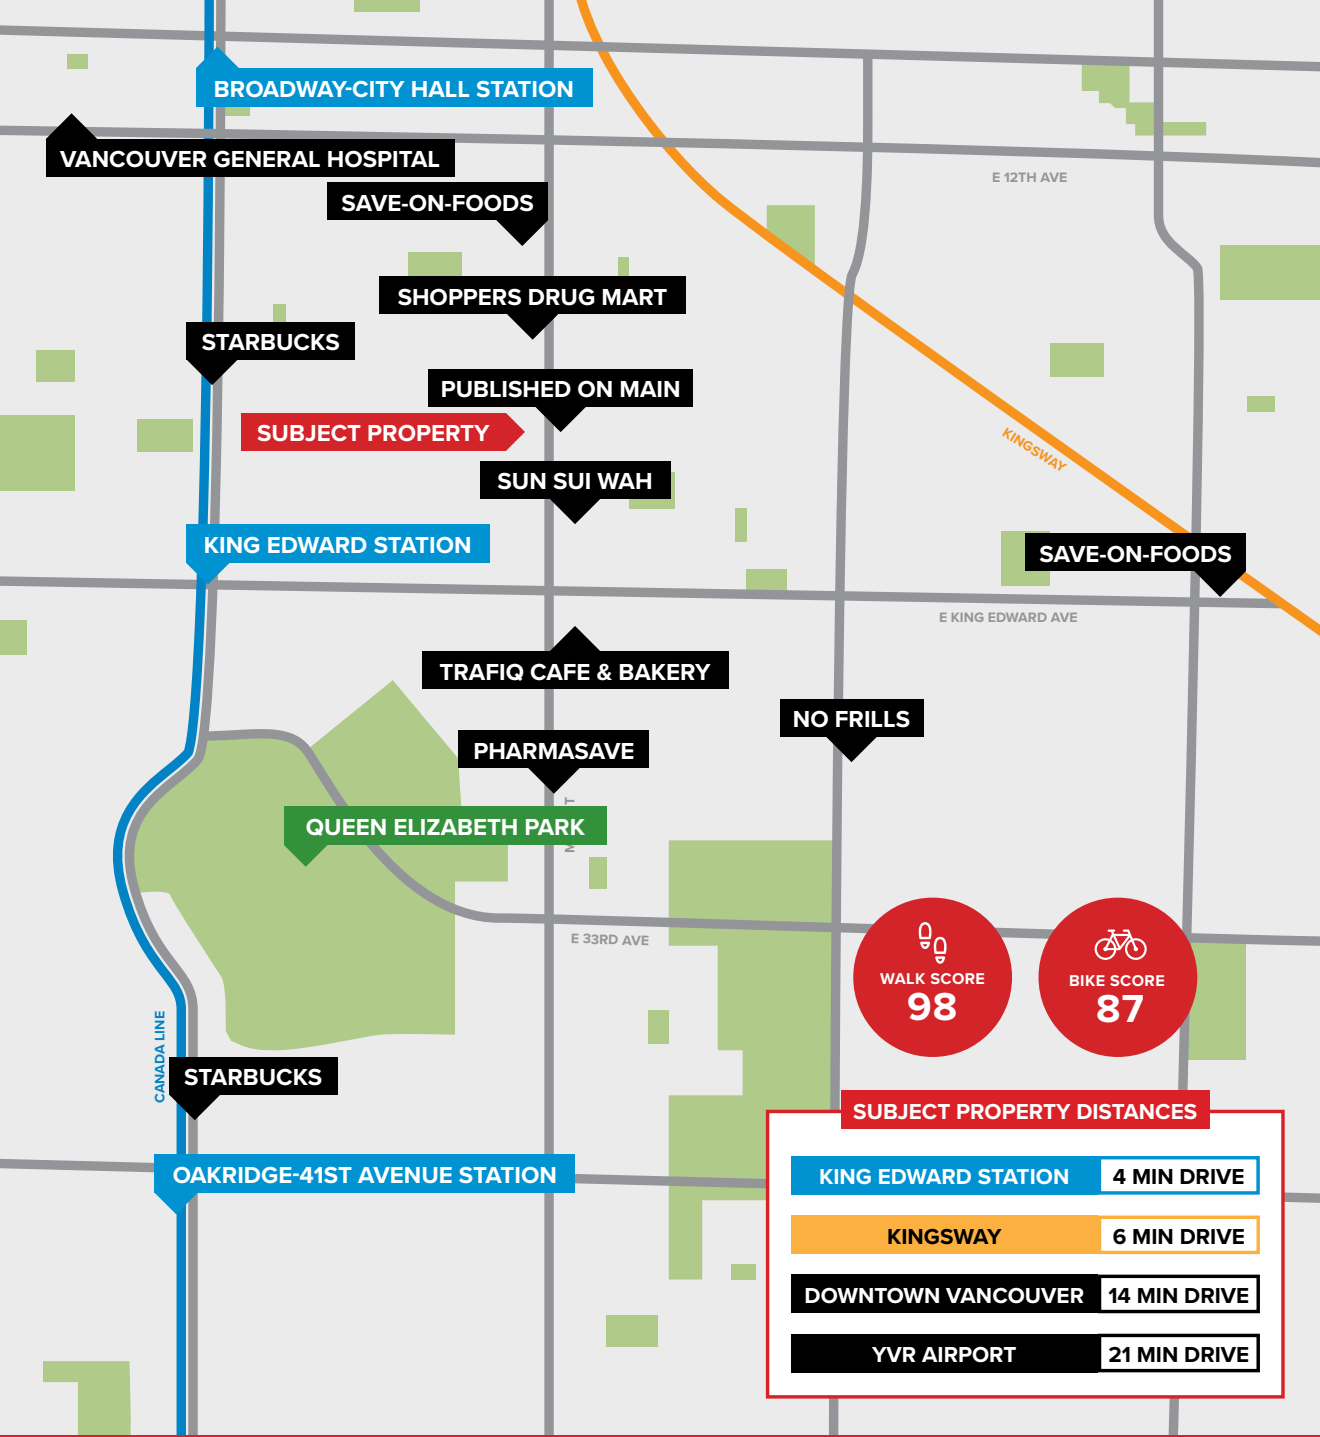 BROADWAY-CITY HALL STATION
VANCOUVER GENERAL HOSPITAL
E 12TH AVE
SAVE-ON-FOODS
SHOPPERS DRUG MART
STARBUCKS
PUBLISHED ON MAIN
SUBJECT PROPERTY
KINGSWAY
SUN SUI WAH
KING EDWARD STATION
SAVE-ON-FOODS
E KING EDWARD AVE
TRAFIQ CAFE & BAKERY
NO FRILLS
PHARMASAVE
QUEEN ELIZABETH PARK
E 33RD AVE
WALK SCORE
98
BIKE SCORE
87
CANADA LINE
STARBUCKS
OAKRIDGE-41ST AVENUE STATION
SUBJECT PROPERTY DISTANCES
KING EDWARD STATION 4 MIN DRIVE
KINGSWAY 6 MIN DRIVE
DOWNTOWN VANCOUVER 14 MIN DRIVE
YVR AIRPORT 21 MIN DRIVE